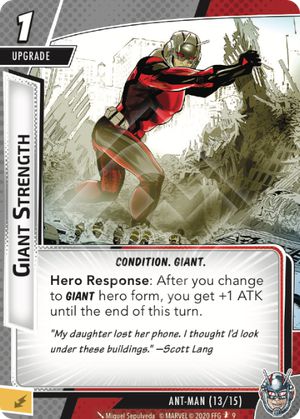 1
UPGRADE
GIANT STRENGTH
CONDITION. GIANT.
Hero Response: After you change
to GIANT hero form, you get +1 ATK
until the end of this turn.
"My daughter lost her phone. I thought I'd look
under these buildings." —Scott Lang
ANT-MAN (13/15)
Miguel Sepulveda © MARVEL © 2020 FFG 9